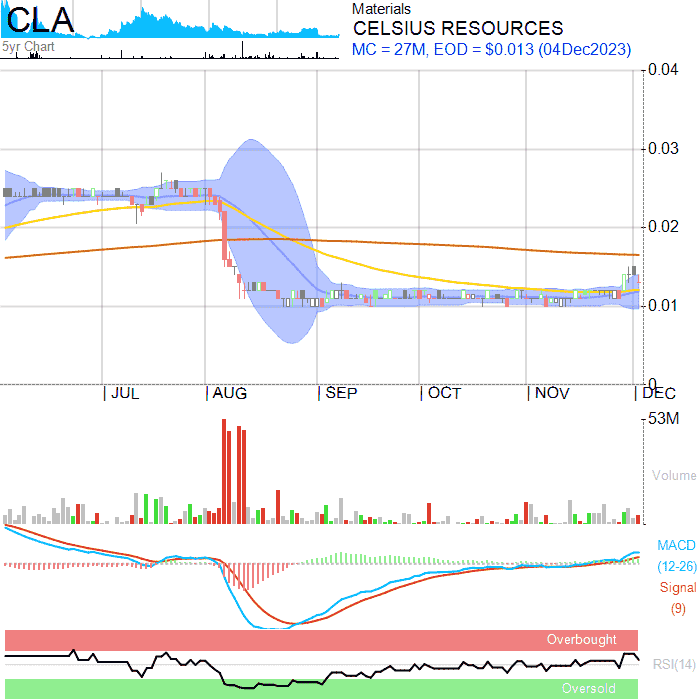 CLA
5yr Chart
Materials
CELSIUS RESOURCES
MC = 27M, EOD = $0.013 (04Dec2023)
0.04
0.03
0.02
0.01
0
JUL AUG SEP OCT NOV DEC
53M
Volume
MACD
(12-26)
Signal
(9)
Overbought
RSI(14)
Oversold